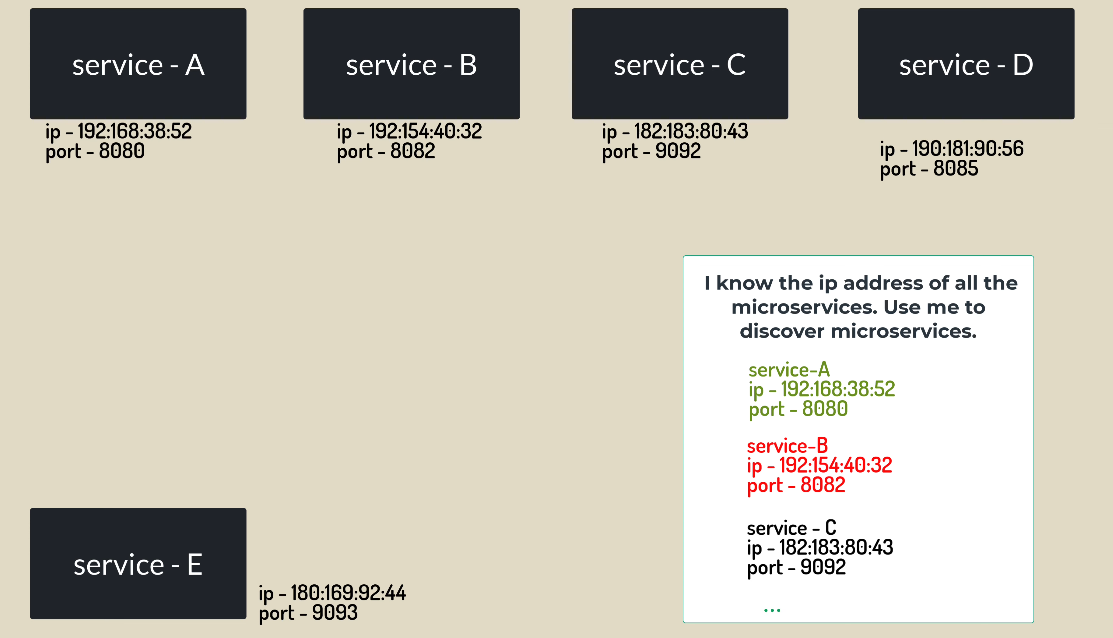 service - A
ip - 192:168:38:52
port - 8080
service - B
ip - 192:154:40:32
port - 8082
service - C
ip - 182:183:80:43
port - 9092
service - D
ip - 190:181:90:56
port - 8085
I know the ip address of all the
microservices. Use me to
discover microservices.
service-A
ip - 192:168:38:52
port - 8080
service-B
ip - 192:154:40:32
port - 8082
service - C
ip - 182:183:80:43
port - 9092
...
service - E
ip - 180:169:92:44
port - 9093